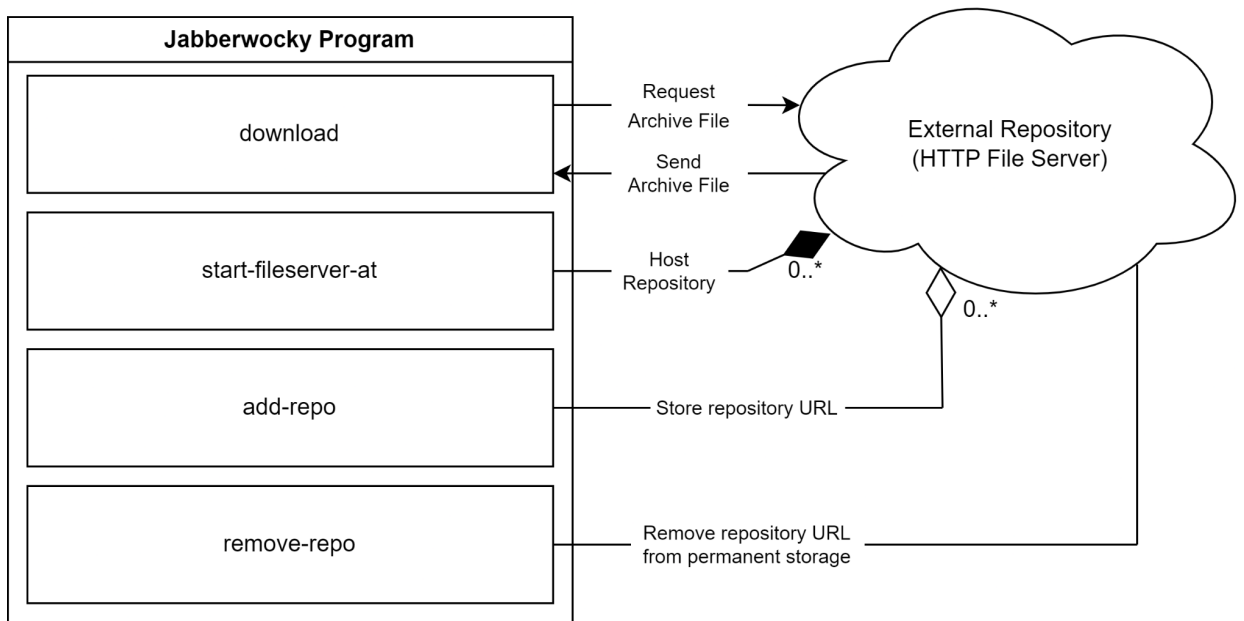 Jabberwocky Program
download
Request
Archive File
Send
Archive File
External Repository
(HTTP File Server)
start-fileserver-at
Host
Repository
0..*
0..*
add-repo
Store repository URL
remove-repo
Remove repository URL
from permanent storage